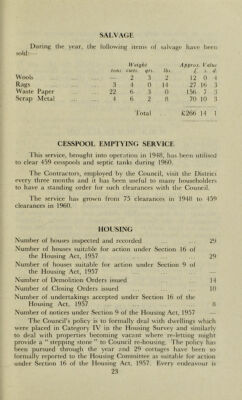 SALVAGE
During the year, the following items of salvage have been
sold:—
Weight Approx. Value
tons cwts. qrs. lbs. £ s. d.
Wools ... ... — 2 3 2 12 0 4
Rags ... ... 3 4 0 14 27 16 3
Waste Paper ... 22 6 3 0 156 7 3
Scrap Metal ... 4 6 2 8 70 10 3
Total £266 14 1
CESSPOOL EMPTYING SERVICE
This service, brought into operation in 1948, has been utilised
to clear 459 cesspools and septic tanks during 1960.
The Contractors, employed by the Council, visit the District
every three months and it has been useful to many householders
to have a standing order for such clearances with the Council.
The service has grown from 75 clearances in 1948 to 459
clearances in 1960.
HOUSING
Number of houses inspected and recorded 29
Number of houses suitable for action under Section 16 of
the Housing Act, 1957 29
Number of houses suitable for action under Section 9 of
the Housing Act, 1957 —
Number of Demolition Orders issued 14
Number of Closing Orders issued 10
Number of undertakings accepted under Section 16 of the
Housing Act, 1957 8
Number of notices under Section 9 of the Housing Act, 1957 —
The Council's policy is to formally deal with dwellings which
were placed in Category IV in the Housing Survey and similarly
to deal with properties becoming vacant where re-letting might
provide a "stepping stone" to Council re-housing. The policy has
been pursued through the year and 29 cottages have been so
formally reported to the Housing Committee as suitable for action
under Section 16 of the Housing Act, 1957. Every endeavour is
23